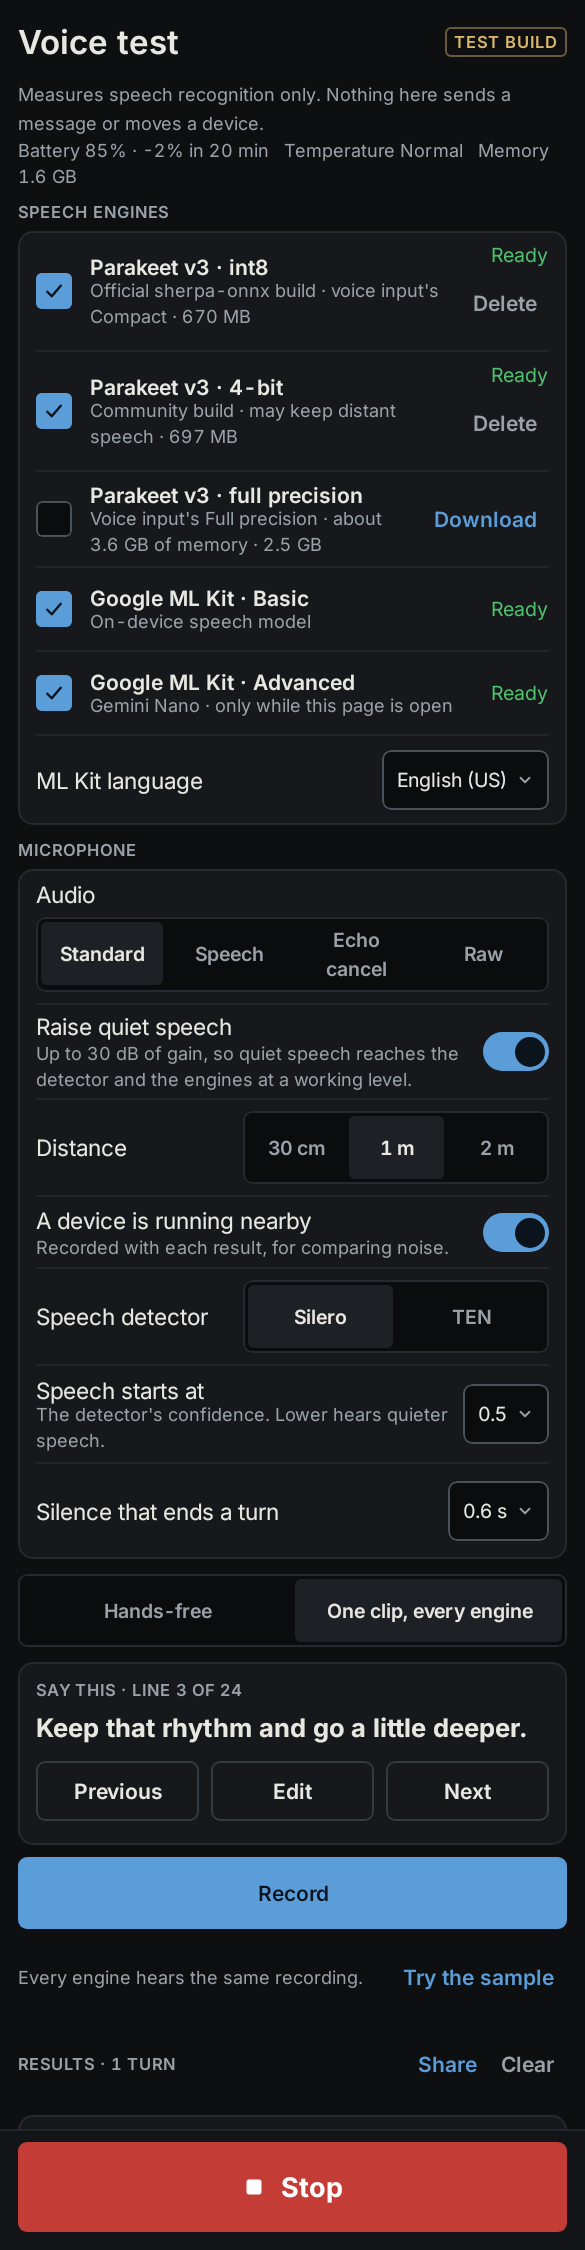 Voice test
TEST BUILD
Measures speech recognition only. Nothing here sends a
message or moves a device.
Battery 85% · -2% in 20 min Temperature Normal Memory
1.6 GB
SPEECH ENGINES
Parakeet v3 · int8
Official sherpa-onnx build · voice input's
Compact · 670 MB
Ready
Delete
Parakeet v3 · 4-bit
Community build · may keep distant
speech · 697 MB
Ready
Delete
Parakeet v3 · full precision
Voice input's Full precision · about
3.6 GB of memory · 2.5 GB
Download
Google ML Kit · Basic
On-device speech model
Ready
Google ML Kit · Advanced
Gemini Nano · only while this page is open
Ready
ML Kit language
English (US)
MICROPHONE
Audio
Standard
Speech
Echo
cancel
Raw
Raise quiet speech
Up to 30 dB of gain, so quiet speech reaches the
detector and the engines at a working level.
Distance
30 cm
1 m
2 m
A device is running nearby
Recorded with each result, for comparing noise.
Speech detector
Silero
TEN
Speech starts at
The detector's confidence. Lower hears quieter
speech.
0.5
Silence that ends a turn
0.6 s
Hands-free
One clip, every engine
SAY THIS · LINE 3 OF 24
Keep that rhythm and go a little deeper.
Previous
Edit
Next
Record
Every engine hears the same recording.
Try the sample
RESULTS · 1 TURN
Share
Clear
Stop